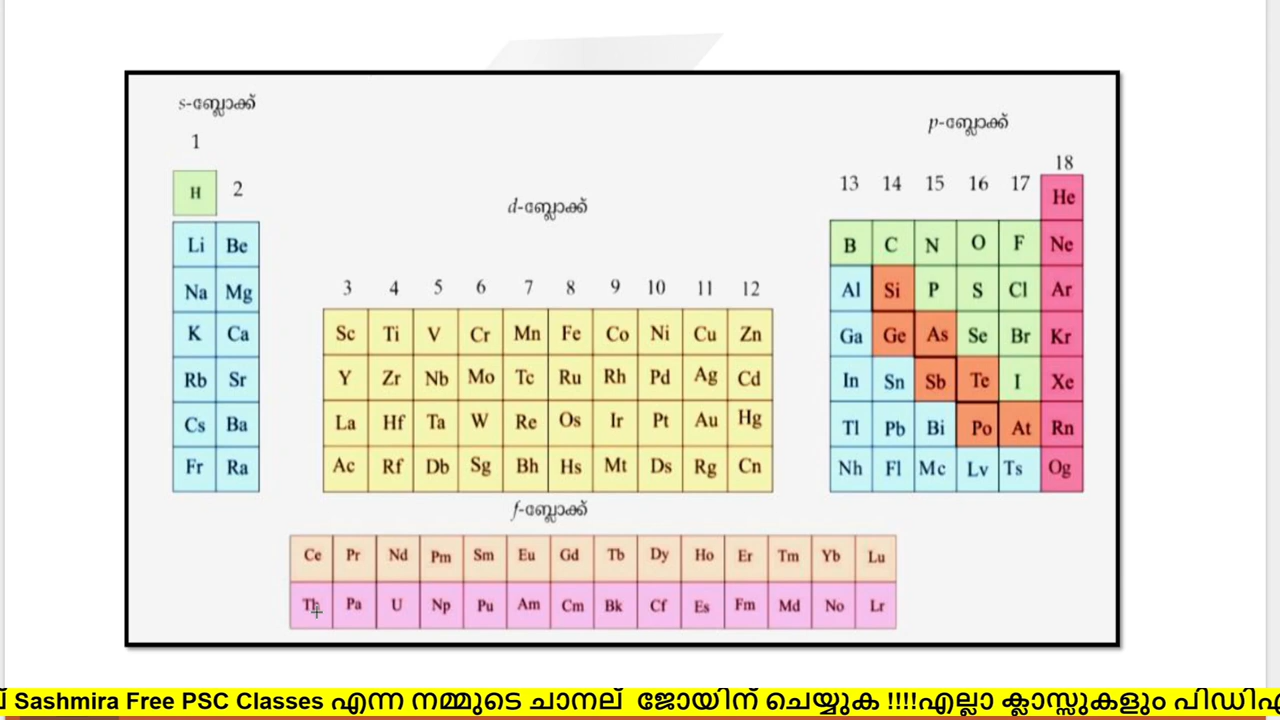 s-ബ്ലോക്ക്
p-ബ്ലോക്ക്
1
18
13 14 15 16 17
He
H 2
d-ബ്ലോക്ക്
Li Be B C N O F Ne
Na Mg 3 4 5 6 7 8 9 10 11 12 Al Si P S Cl Ar
K Ca Sc Ti V Cr Mn Fe Co Ni Cu Zn Ga Ge As Se Br Kr
Rb Sr Y Zr Nb Mo Tc Ru Rh Pd Ag Cd In Sn Sb Te I Xe
Cs Ba La Hf Ta W Re Os Ir Pt Au Hg Tl Pb Bi Po At Rn
Fr Ra Ac Rf Db Sg Bh Hs Mt Ds Rg Cn Nh Fl Mc Lv Ts Og
f-ബ്ലോക്ക്
Ce Pr Nd Pm Sm Eu Gd Tb Dy Ho Er Tm Yb Lu
Th Pa U Np Pu Am Cm Bk Cf Es Fm Md No Lr
Sashmira Free PSC Classes എന്ന നമ്മുടെ ചാനല് ജോയിന് ചെയ്യുക !!!!എല്ലാ ക്ലാസ്സുകളും